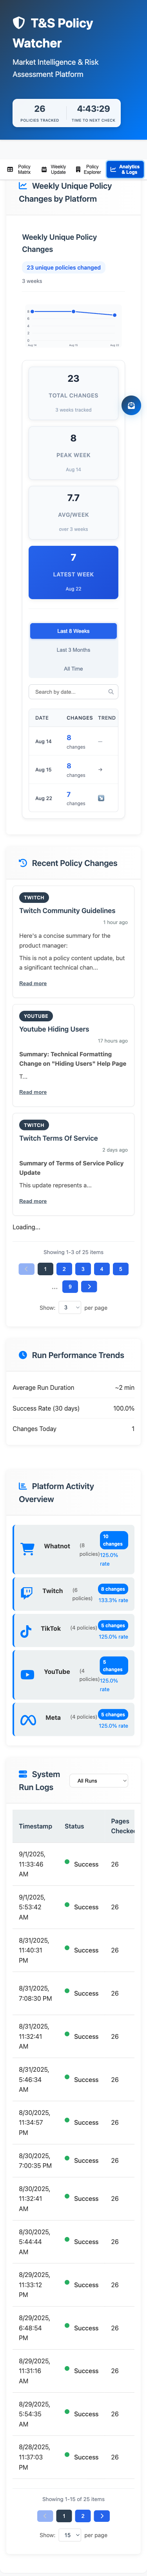 T&S Policy
Watcher
Market Intelligence & Risk
Assessment Platform
26
POLICIES TRACKED
4:43:29
TIME TO NEXT CHECK
Policy
Matrix
Weekly
Update
Policy
Explorer
Analytics
& Logs
Weekly Unique Policy
Changes by Platform
Weekly Unique Policy
Changes
23 unique policies changed
3 weeks
8
6
4
2
0
23
TOTAL CHANGES
3 weeks tracked
8
PEAK WEEK
Aug 14
7.7
AVG/WEEK
over 3 weeks
7
LATEST WEEK
Aug 22
Last 8 Weeks
Last 3 Months
All Time
Search by date...
DATE CHANGES TREND
Aug 14 8 changes —
Aug 15 8 changes →
Aug 22 7 changes ↘
Recent Policy Changes
TWITCH
Twitch Community Guidelines
1 hour ago
Here's a concise summary for the
product manager:
This is not a policy content update, but
a significant technical chan...
Read more
YOUTUBE
Youtube Hiding Users
17 hours ago
Summary: Technical Formatting
Change on "Hiding Users" Help Page
T...
Read more
TWITCH
Twitch Terms Of Service
2 days ago
Summary of Terms of Service Policy
Update
This update represents a...
Read more
Loading...
Showing 1-3 of 25 items
1 2 3 4 5
... 9
Show: 3 per page
Run Performance Trends
Average Run Duration ~2 min
Success Rate (30 days) 100.0%
Changes Today 1
Platform Activity
Overview
Whatnot (8 policies) 10 changes 125.0% rate
Twitch (6 policies) 8 changes 133.3% rate
TikTok (4 policies) 5 changes 125.0% rate
YouTube (4 policies) 5 changes 125.0% rate
Meta (4 policies) 5 changes 125.0% rate
System
Run Logs
All Runs
Timestamp Status Pages Checked
9/1/2025, 11:33:46 AM Success 26
9/1/2025, 5:53:42 AM Success 26
8/31/2025, 11:40:31 PM Success 26
8/31/2025, 7:08:30 PM Success 26
8/31/2025, 11:32:41 AM Success 26
8/31/2025, 5:46:34 AM Success 26
8/30/2025, 11:34:57 PM Success 26
8/30/2025, 7:00:35 PM Success 26
8/30/2025, 11:32:41 AM Success 26
8/30/2025, 5:44:44 AM Success 26
8/29/2025, 11:33:12 PM Success 26
8/29/2025, 6:48:54 PM Success 26
8/29/2025, 11:31:16 AM Success 26
8/29/2025, 5:54:35 AM Success 26
8/28/2025, 11:37:03 PM Success 26
Showing 1-15 of 25 items
1 2
Show: 15 per page